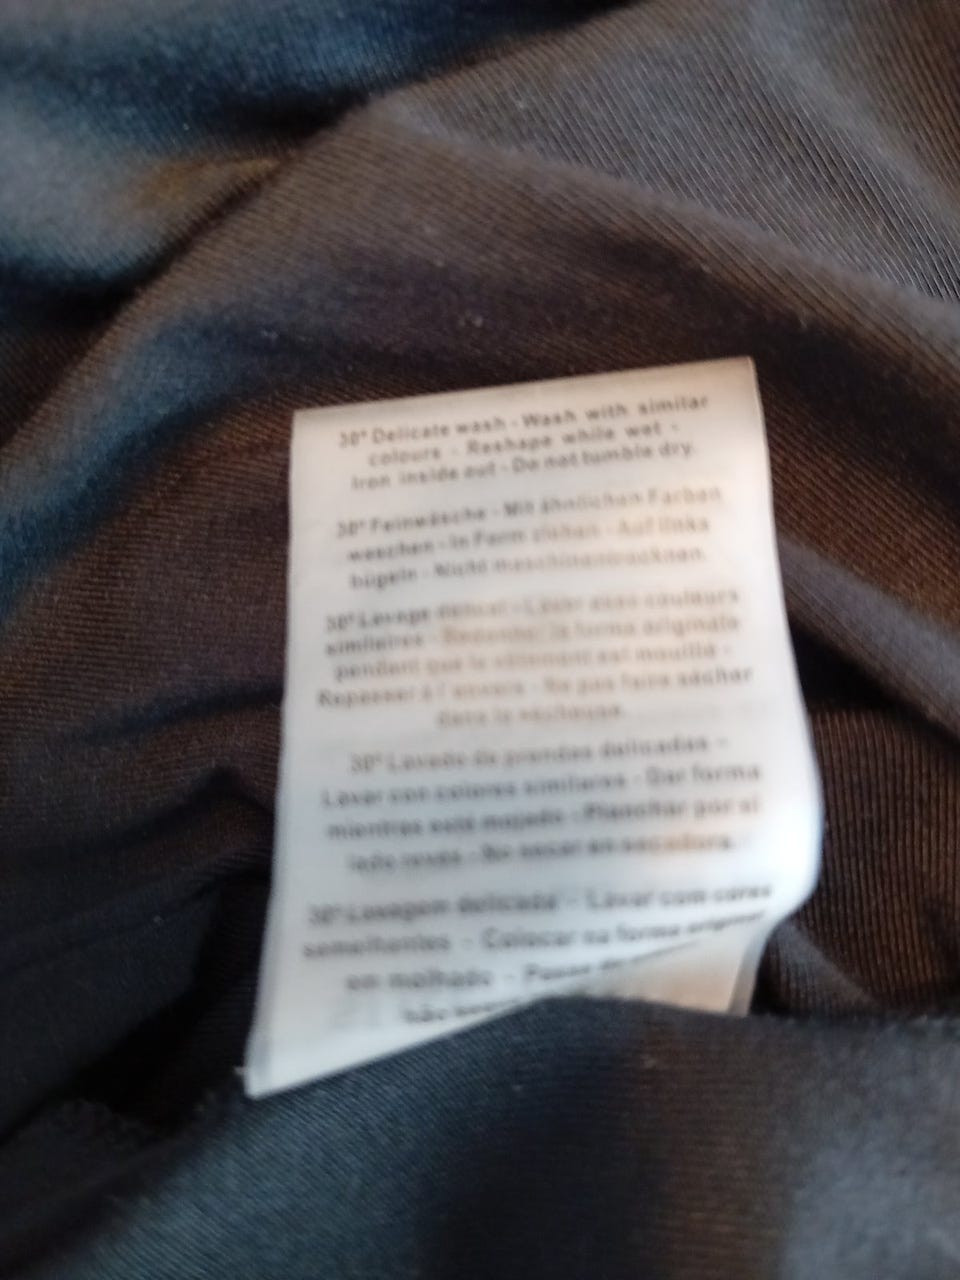 30° Delicate wash - Wash with similar
colours - Reshape while wet -
Iron inside out - Do not tumble dry.
30° Feinwäsche - Mit ähnlichen Farben
waschen - In Form ziehen - Auf links
bügeln - Nicht maschinentrocknen.
30° Lavage délicat - Laver avec couleurs
similaires - Redonner la forme originale
pendant que le vêtement est mouillé -
Repasser à l'envers - Ne pas faire sécher
dans le
30° Lavado de prendas delicadas -
Lavar con colores similares - Dar forma
mientras está mojado - Planchar por el
lado reves - No secar en secadora.
30° Lavagem delicada - Lavar com cores
semelhantes - Colocar na forma original
em molhado -
não